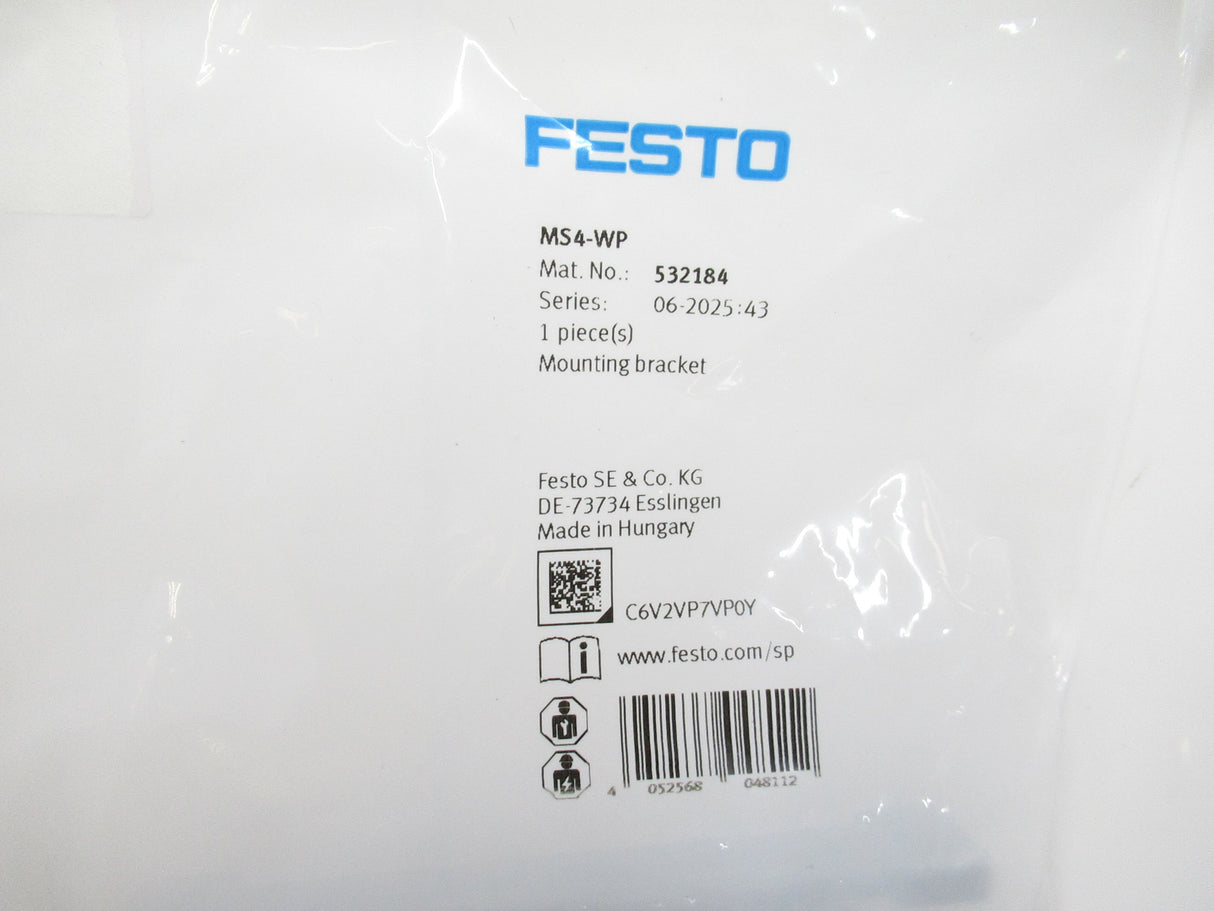 FESTO
MS4-WP
Mat. No.: 532184
Series: 06-2025:43
1 piece(s)
Mounting bracket
Festo SE & Co. KG
DE-73734 Esslingen
Made in Hungary
C6V2VP7VP0Y
www.festo.com/sp
4 052568 048112